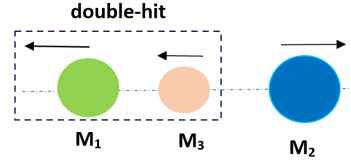 double-hit
M₁ M₃ M₂